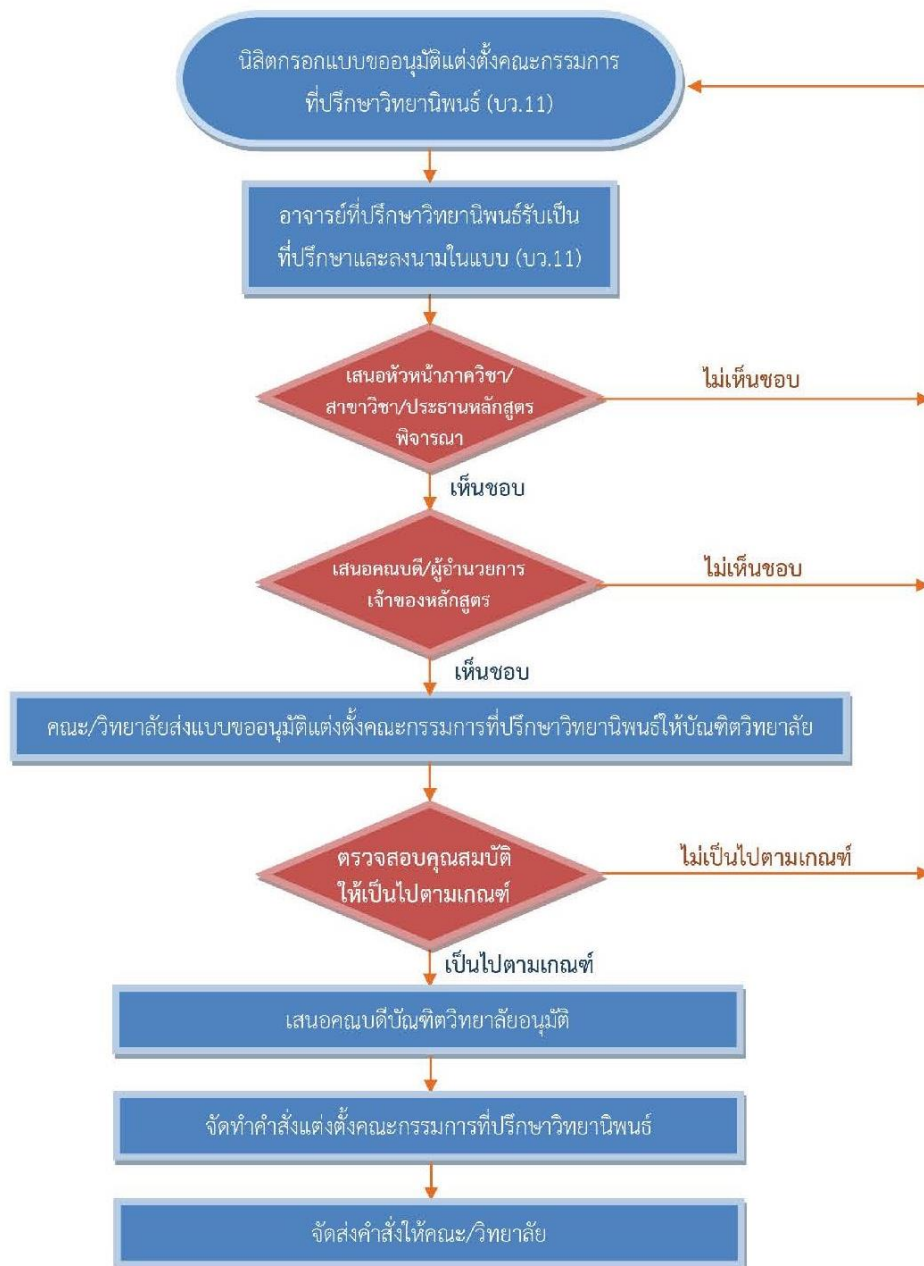 นิสิตกรอกแบบขออนุมัติแต่งตั้งคณะกรรมการ
ที่ปรึกษาวิทยานิพนธ์ (บว.11)
อาจารย์ที่ปรึกษาวิทยานิพนธ์รับเป็น
ที่ปรึกษาและลงนามในแบบ (บว.11)
เสนอหัวหน้าภาควิชา/
สาขาวิชา/ประธานหลักสูตร
พิจารณา
ไม่เห็นชอบ
เห็นชอบ
เสนอคณบดี/ผู้อำนวยการ
เจ้าของหลักสูตร
ไม่เห็นชอบ
เห็นชอบ
คณะ/วิทยาลัยส่งแบบขออนุมัติแต่งตั้งคณะกรรมการที่ปรึกษาวิทยานิพนธ์ให้บัณฑิตวิทยาลัย
ตรวจสอบคุณสมบัติ
ให้เป็นไปตามเกณฑ์
ไม่เป็นไปตามเกณฑ์
เป็นไปตามเกณฑ์
เสนอคณบดีบัณฑิตวิทยาลัยอนุมัติ
จัดทำคำสั่งแต่งตั้งคณะกรรมการที่ปรึกษาวิทยานิพนธ์
จัดส่งคำสั่งให้คณะ/วิทยาลัย